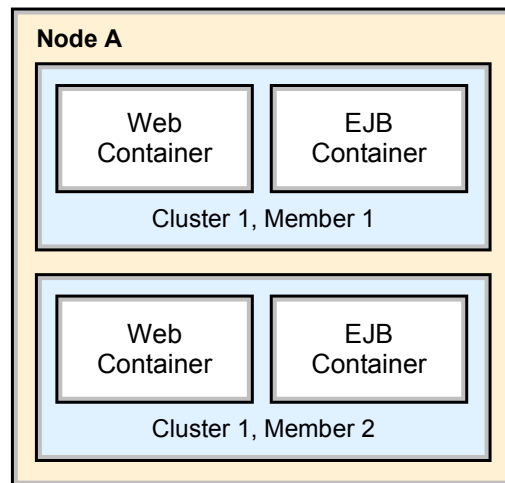 Node A
Web
Container
EJB
Container
Cluster 1, Member 1
Web
Container
EJB
Container
Cluster 1, Member 2